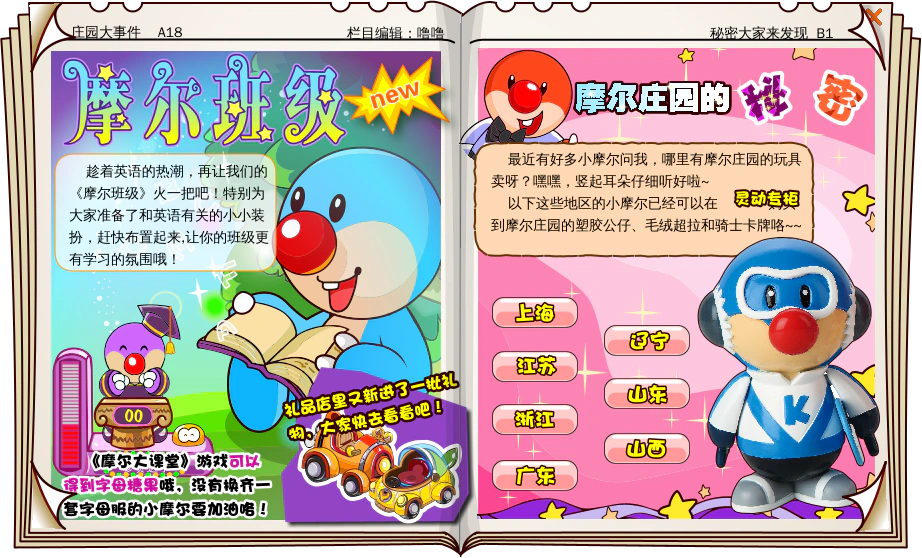 庄园大事件 A18
栏目编辑：噜噜
摩尔班级
new
趁着英语的热潮，再让我们的
《摩尔班级》火一把吧！特别为
大家准备了和英语有关的小小装
扮，赶快布置起来,让你的班级更
有学习的氛围哦！
00
礼品店里又新进了一批礼
物、大家快去看看吧！
《摩尔大课堂》游戏可以
得到字母糖果哦，没有换齐一
套字母服的小摩尔要加油咯！
秘密大家来发现 B1
摩尔庄园的秘密
最近有好多小摩尔问我，哪里有摩尔庄园的玩具
卖呀？嘿嘿，竖起耳朵仔细听好啦~
以下这些地区的小摩尔已经可以在 灵动专柜
到摩尔庄园的塑胶公仔、毛绒超拉和骑士卡牌咯~~
上海
辽宁
江苏
山东
浙江
山西
广东
K